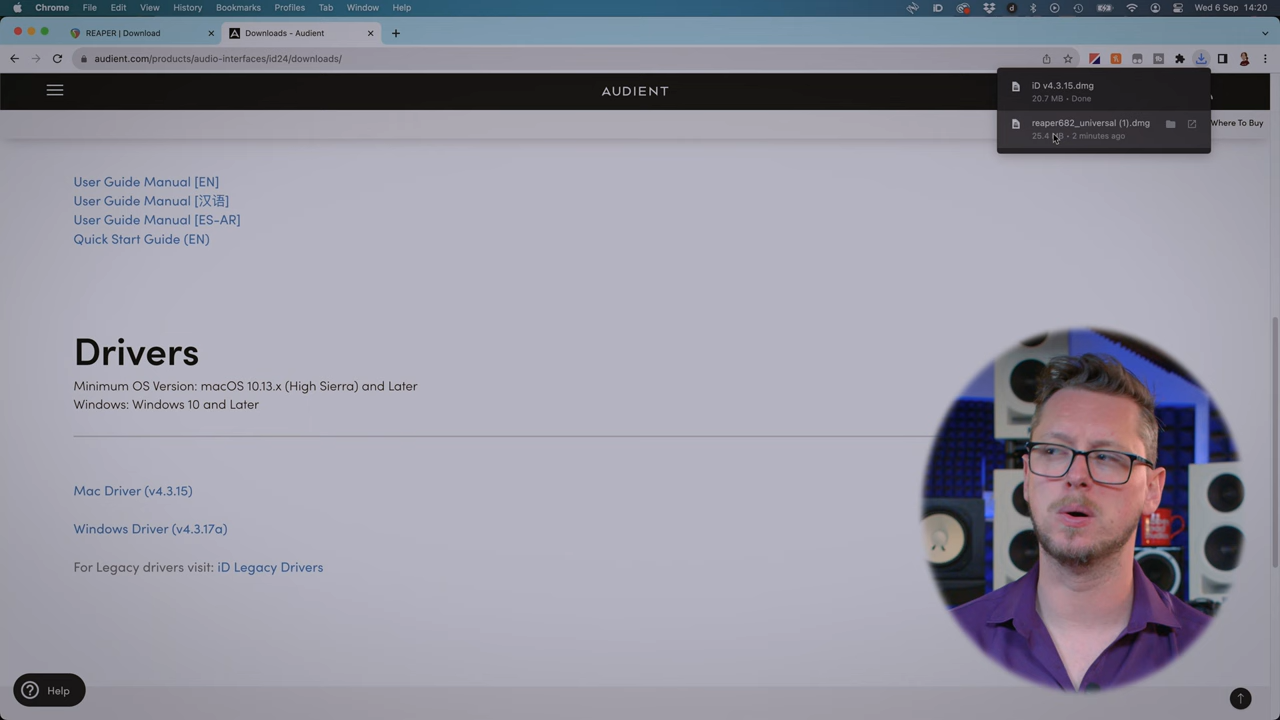 Chrome File Edit View History Bookmarks Profiles Tab Window Help Wed 6 Sep 14:20
REAPER | Download
Downloads - Audient
audient.com/products/audio-interfaces/id24/downloads/
AUDIENT
Where To Buy
iD v4.3.15.dmg
20.7 MB • Done
reaper682_universal (1).dmg
25.4 MB • 2 minutes ago
User Guide Manual [EN]
User Guide Manual [汉语]
User Guide Manual [ES-AR]
Quick Start Guide (EN)
Drivers
Minimum OS Version: macOS 10.13.x (High Sierra) and Later
Windows: Windows 10 and Later
Mac Driver (v4.3.15)
Windows Driver (v4.3.17a)
For Legacy drivers visit: iD Legacy Drivers
Help